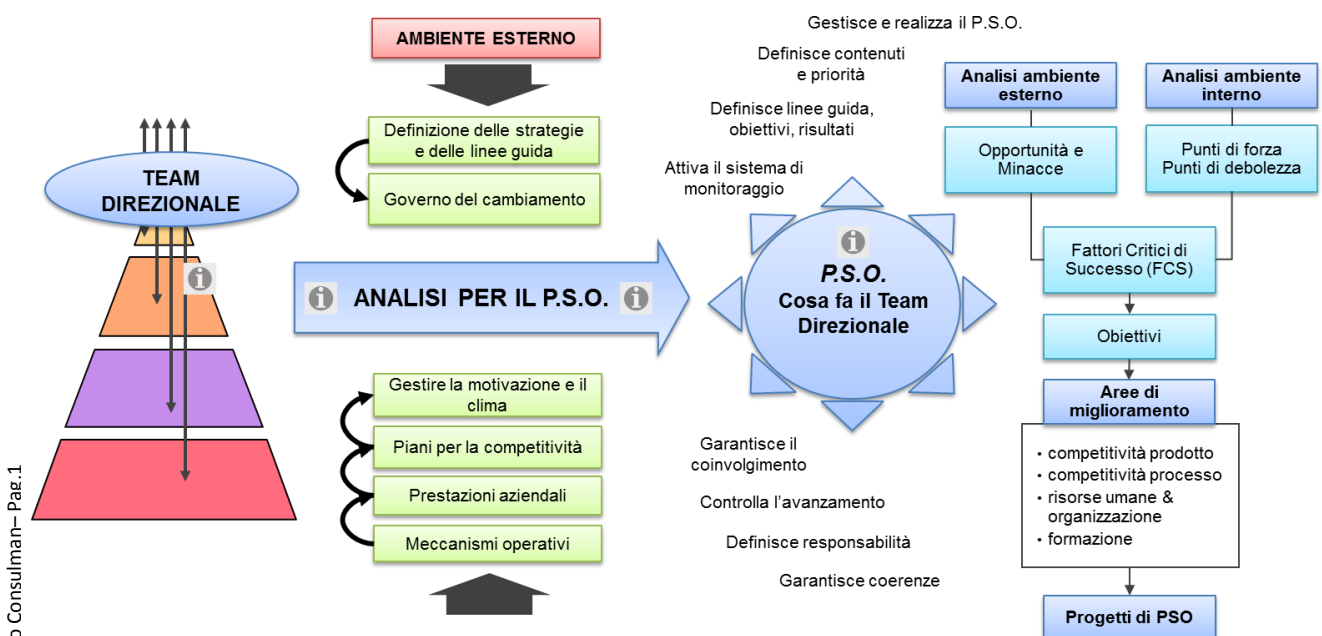 AMBIENTE ESTERNO
Definizione delle strategie
e delle linee guida
Governo del cambiamento
TEAM
DIREZIONALE
ANALISI PER IL P.S.O.
Gestire la motivazione e il
clima
Piani per la competitività
Prestazioni aziendali
Meccanismi operativi
Gestisce e realizza il P.S.O.
Definisce contenuti
e priorità
Definisce linee guida,
obiettivi, risultati
Attiva il sistema di
monitoraggio
P.S.O.
Cosa fa il Team
Direzionale
Garantisce il
coinvolgimento
Controlla l'avanzamento
Definisce responsabilità
Garantisce coerenze
Analisi ambiente
esterno
Analisi ambiente
interno
Opportunità e
Minacce
Punti di forza
Punti di debolezza
Fattori Critici di
Successo (FCS)
Obiettivi
Aree di
miglioramento
• competitività prodotto
• competitività processo
• risorse umane &
organizzazione
• formazione
Progetti di PSO
o Consulman– Pag.1